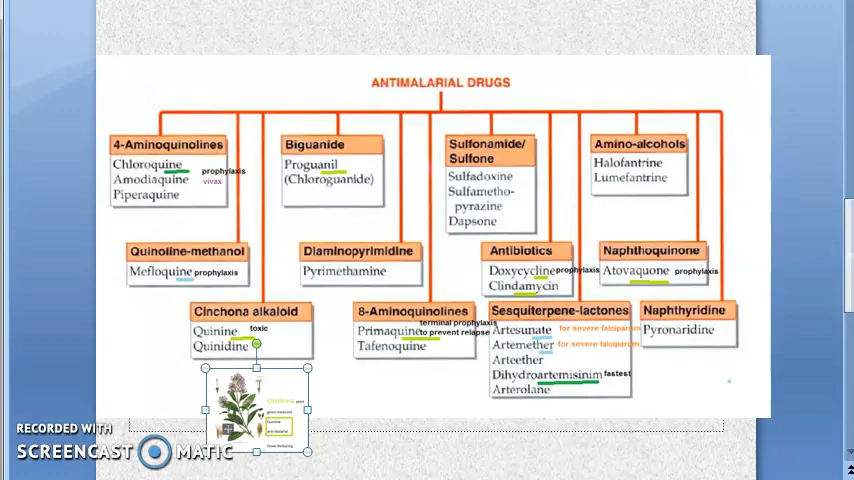 ANTIMALARIAL DRUGS
4-Aminoquinolines
Chloroquine
Amodiaquine
Piperaquine
prophylaxis
vivax
Biguanide
Proguanil
(Chloroguanide)
Sulfonamide/
Sulfone
Sulfadoxine
Sulfametho-
pyrazine
Dapsone
Amino-alcohols
Halofantrine
Lumefantrine
Quinoline-methanol
Mefloquine prophylaxis
Diaminopyrimidine
Pyrimethamine
Antibiotics
Doxycycline prophylaxis
Clindamycin
Naphthoquinone
Atovaquone prophylaxis
Cinchona alkaloid
Quinine toxic
Quinidine
8-Aminoquinolines
Primaquine terminal prophylaxis
to prevent relapse
Tafenoquine
Sesquiterpene-lactones
Artesunate for severe falciparum
Artemether for severe falciparum
Arteether
Dihydroartemisinim fastest
Arterolane
Naphthyridine
Pyronaridine
Cinchona plant
RECORDED WITH
SCREENCAST MATIC